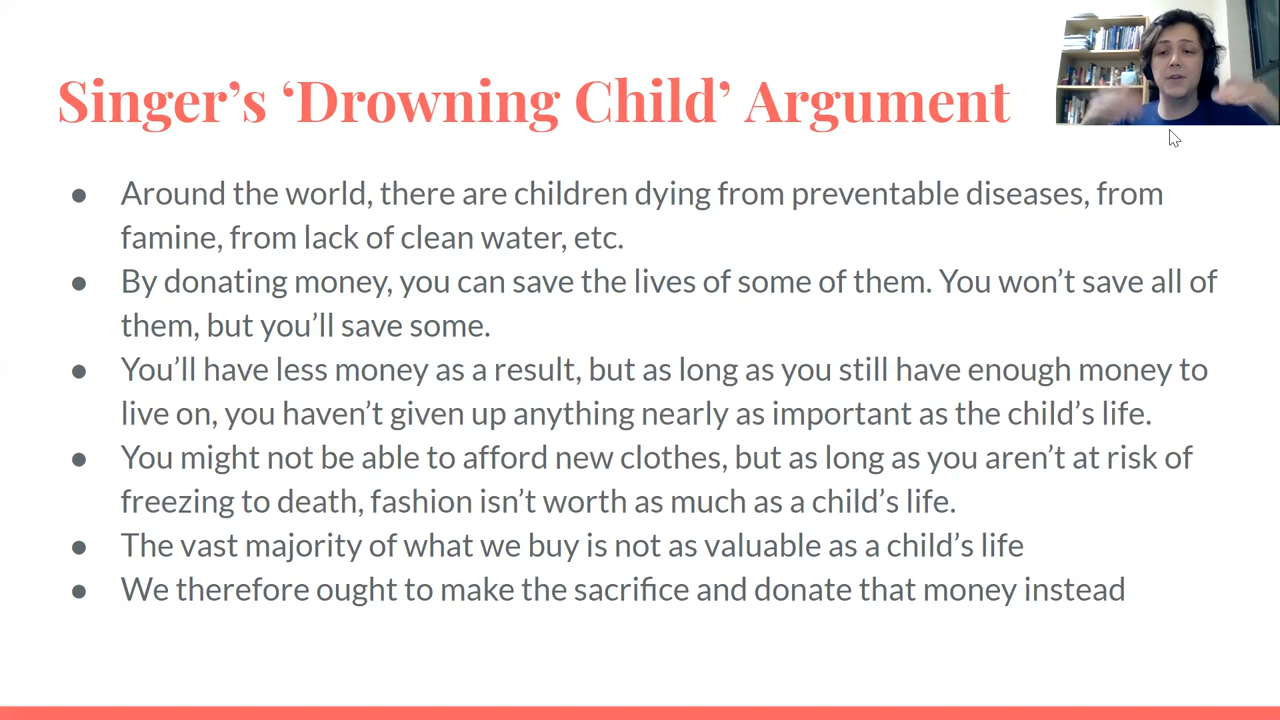 Singer’s ‘Drowning Child’ Argument
● Around the world, there are children dying from preventable diseases, from
famine, from lack of clean water, etc.
● By donating money, you can save the lives of some of them. You won’t save all of
them, but you’ll save some.
● You’ll have less money as a result, but as long as you still have enough money to
live on, you haven’t given up anything nearly as important as the child’s life.
● You might not be able to afford new clothes, but as long as you aren’t at risk of
freezing to death, fashion isn’t worth as much as a child’s life.
● The vast majority of what we buy is not as valuable as a child’s life
● We therefore ought to make the sacrifice and donate that money instead